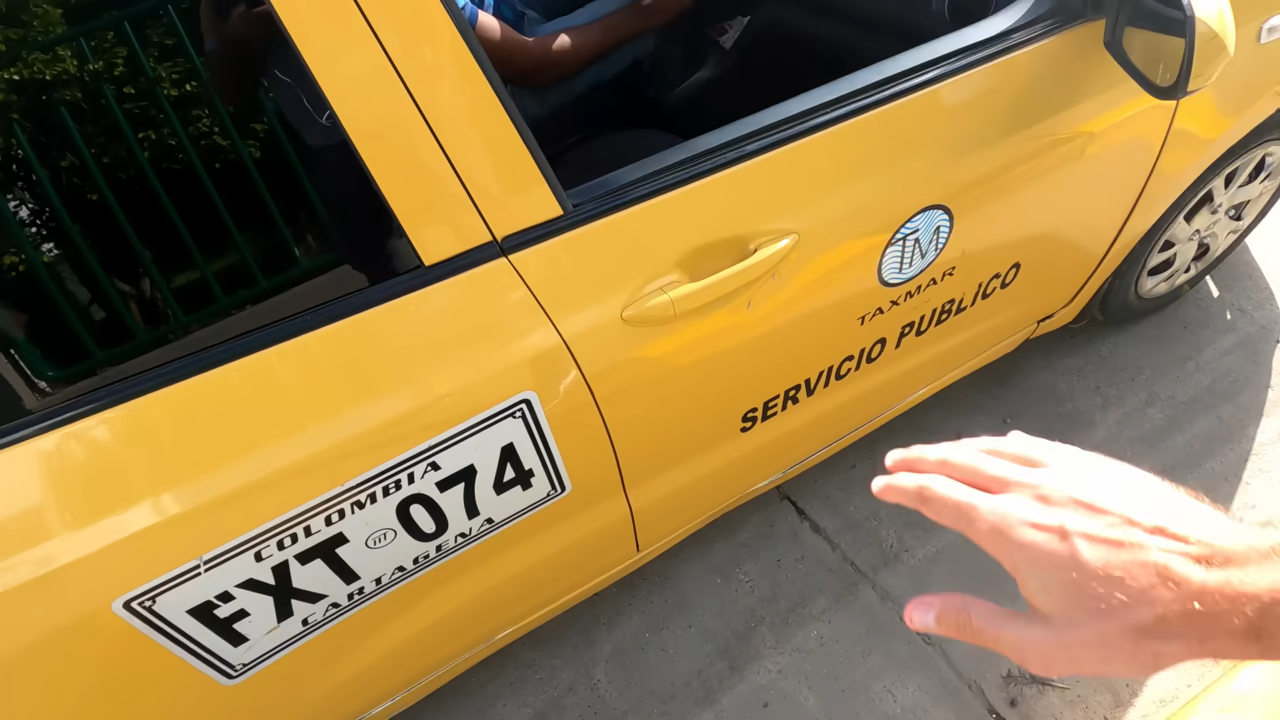 TM
TAXMAR
SERVICIO PUBLICO
COLOMBIA
FXT 074
CARTAGENA